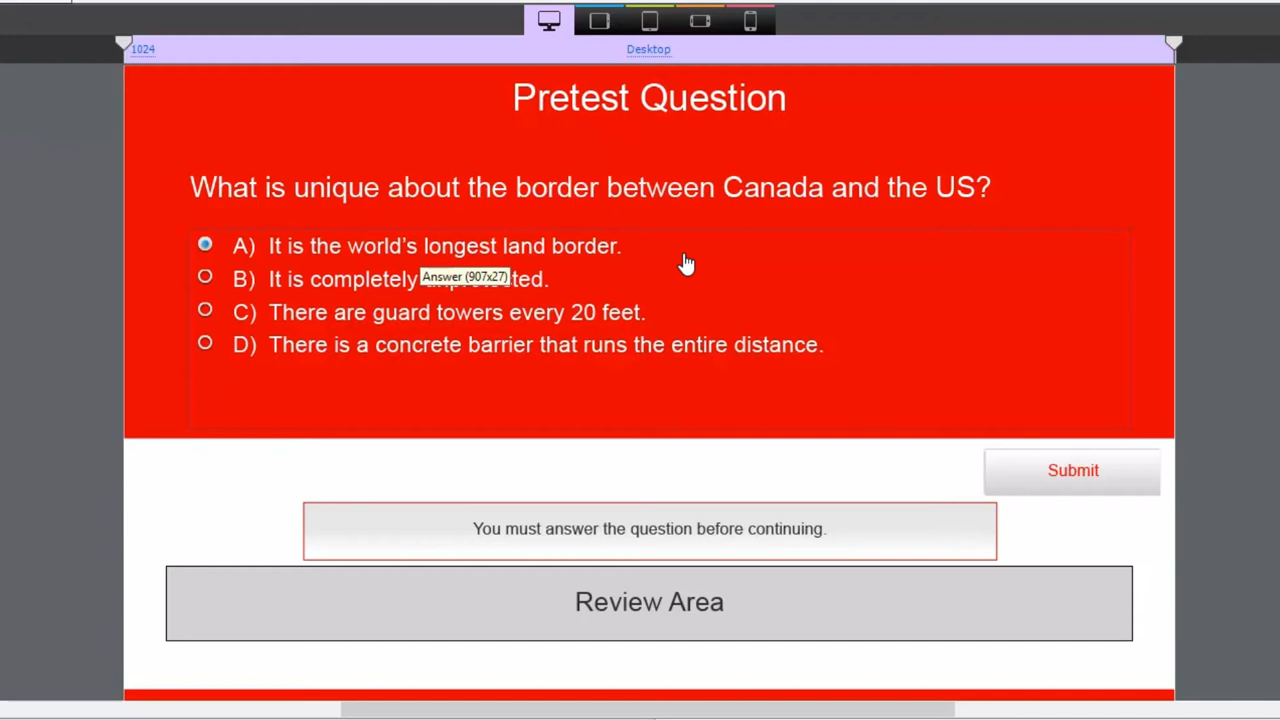 1024
Desktop
Pretest Question
What is unique about the border between Canada and the US?
A) It is the world's longest land border.
B) It is completely
Answer (907x27)
C) There are guard towers every 20 feet.
D) There is a concrete barrier that runs the entire distance.
Submit
You must answer the question before continuing.
Review Area